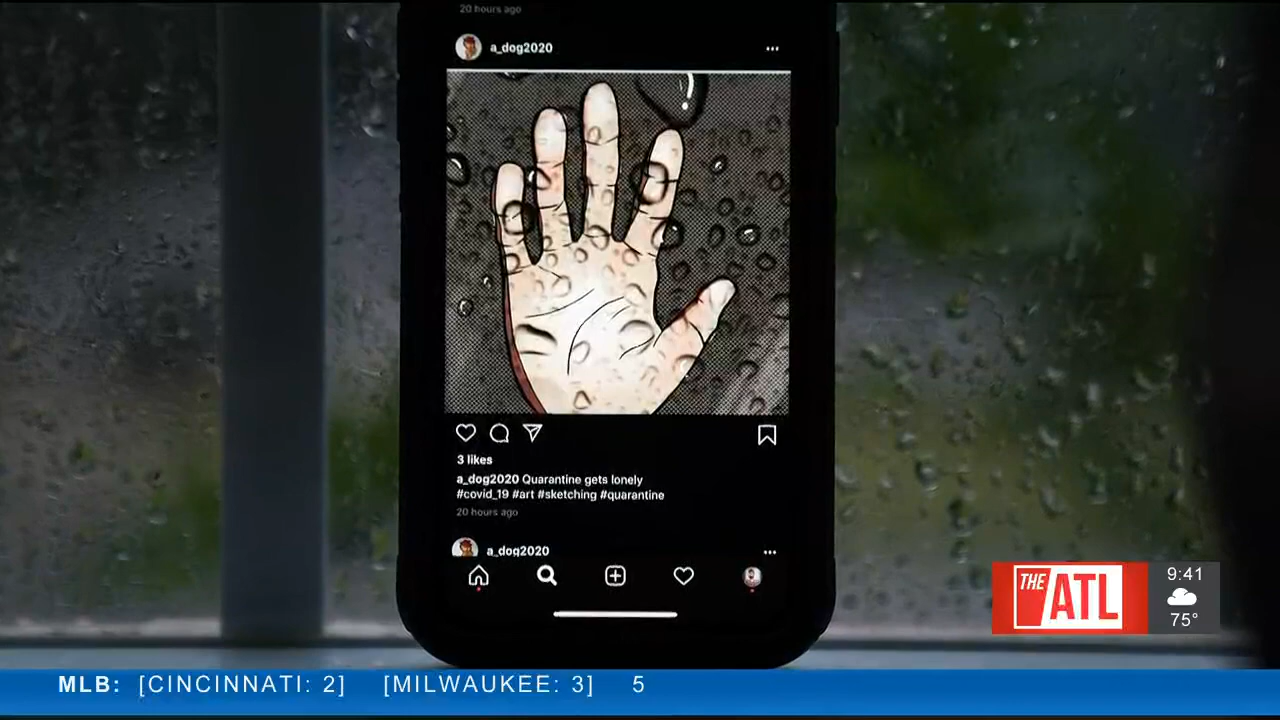 20 hours ago
a_dog2020
3 likes
a_dog2020 Quarantine gets lonely
#covid_19 #art #sketching #quarantine
20 hours ago
a_dog2020
THE ATL
9:41
75°
MLB: [CINCINNATI: 2] [MILWAUKEE: 3] 5